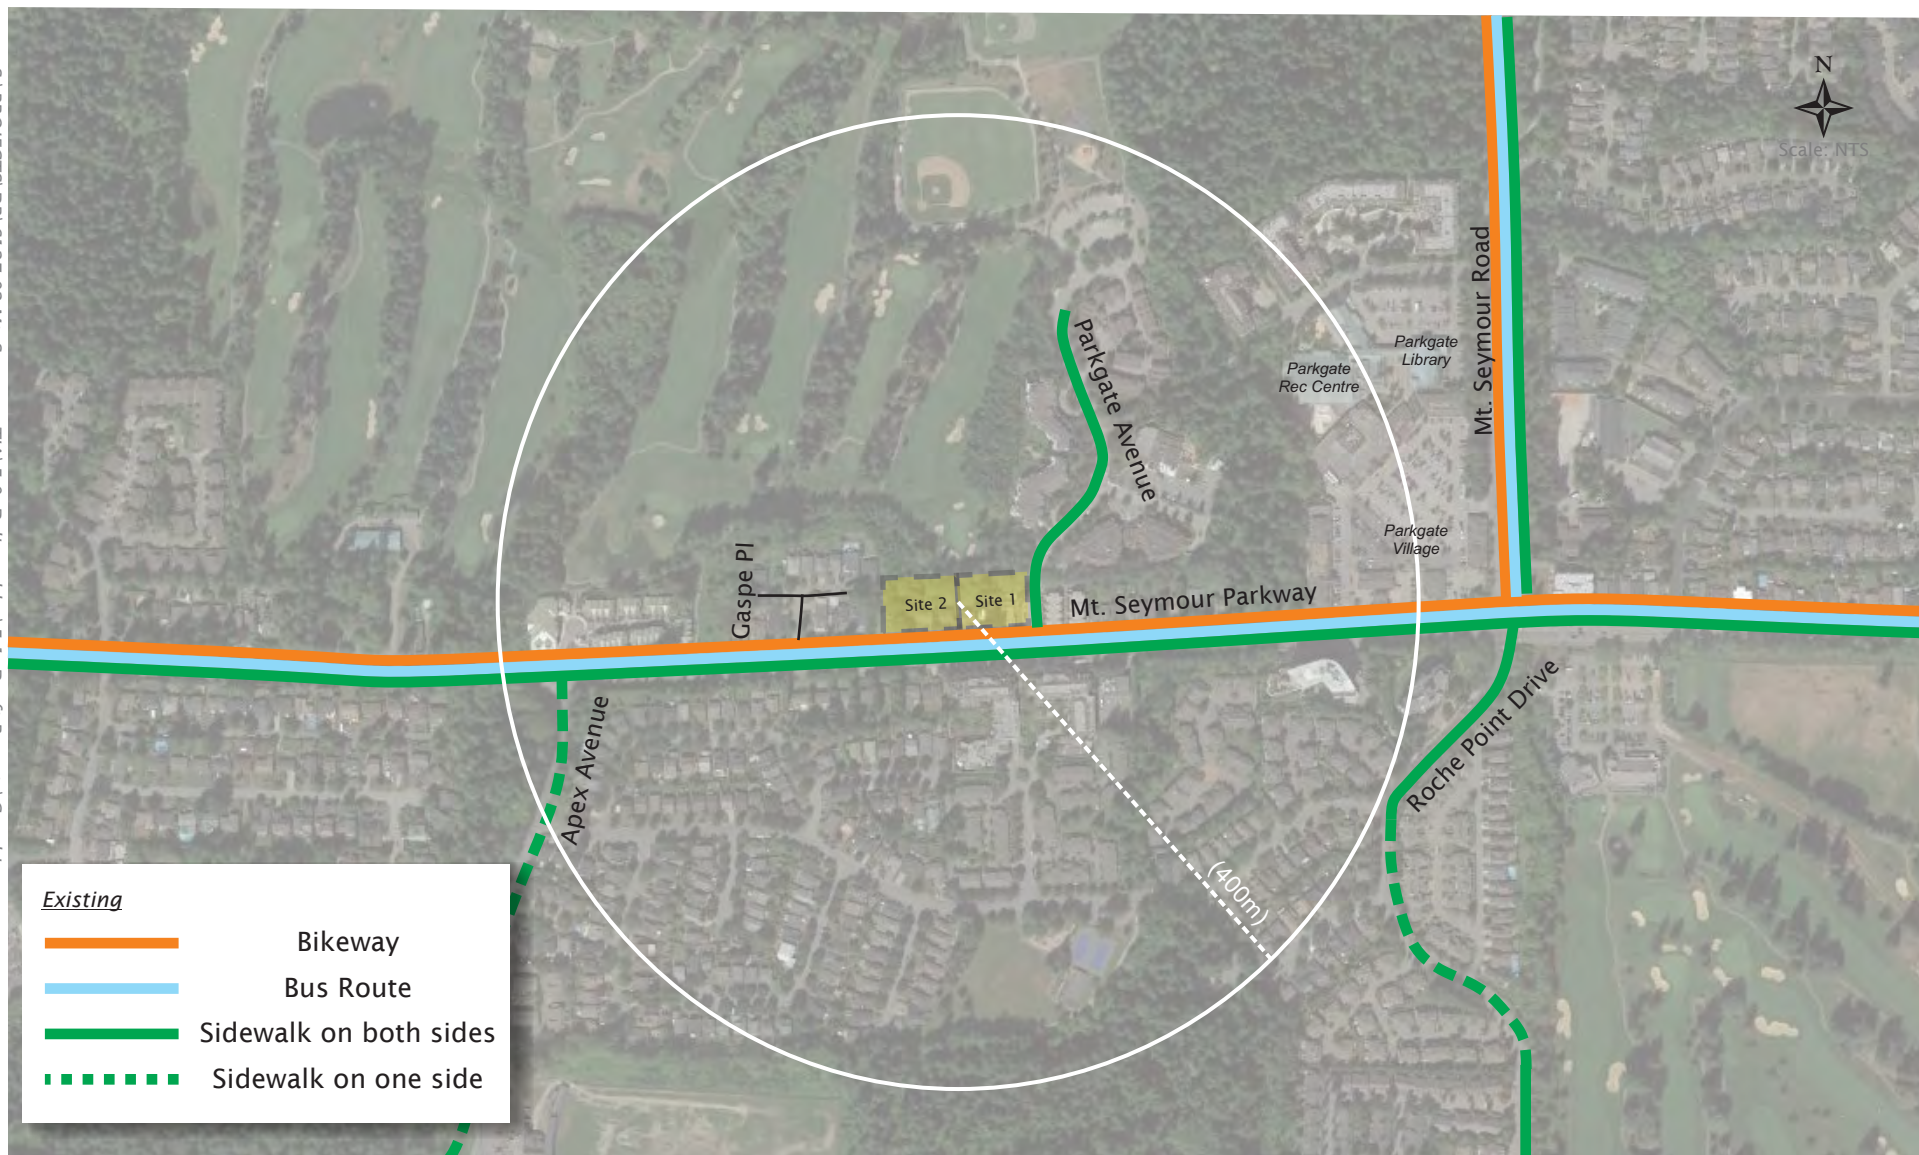 N
Scale: NTS
Mt. Seymour Road
Parkgate
Library
Parkgate
Rec Centre
Parkgate Avenue
Parkgate
Village
Gaspe Pl
Site 2
Site 1
Mt. Seymour Parkway
Apex Avenue
Roche Point Drive
(400m)
Existing
Bikeway
Bus Route
Sidewalk on both sides
Sidewalk on one side